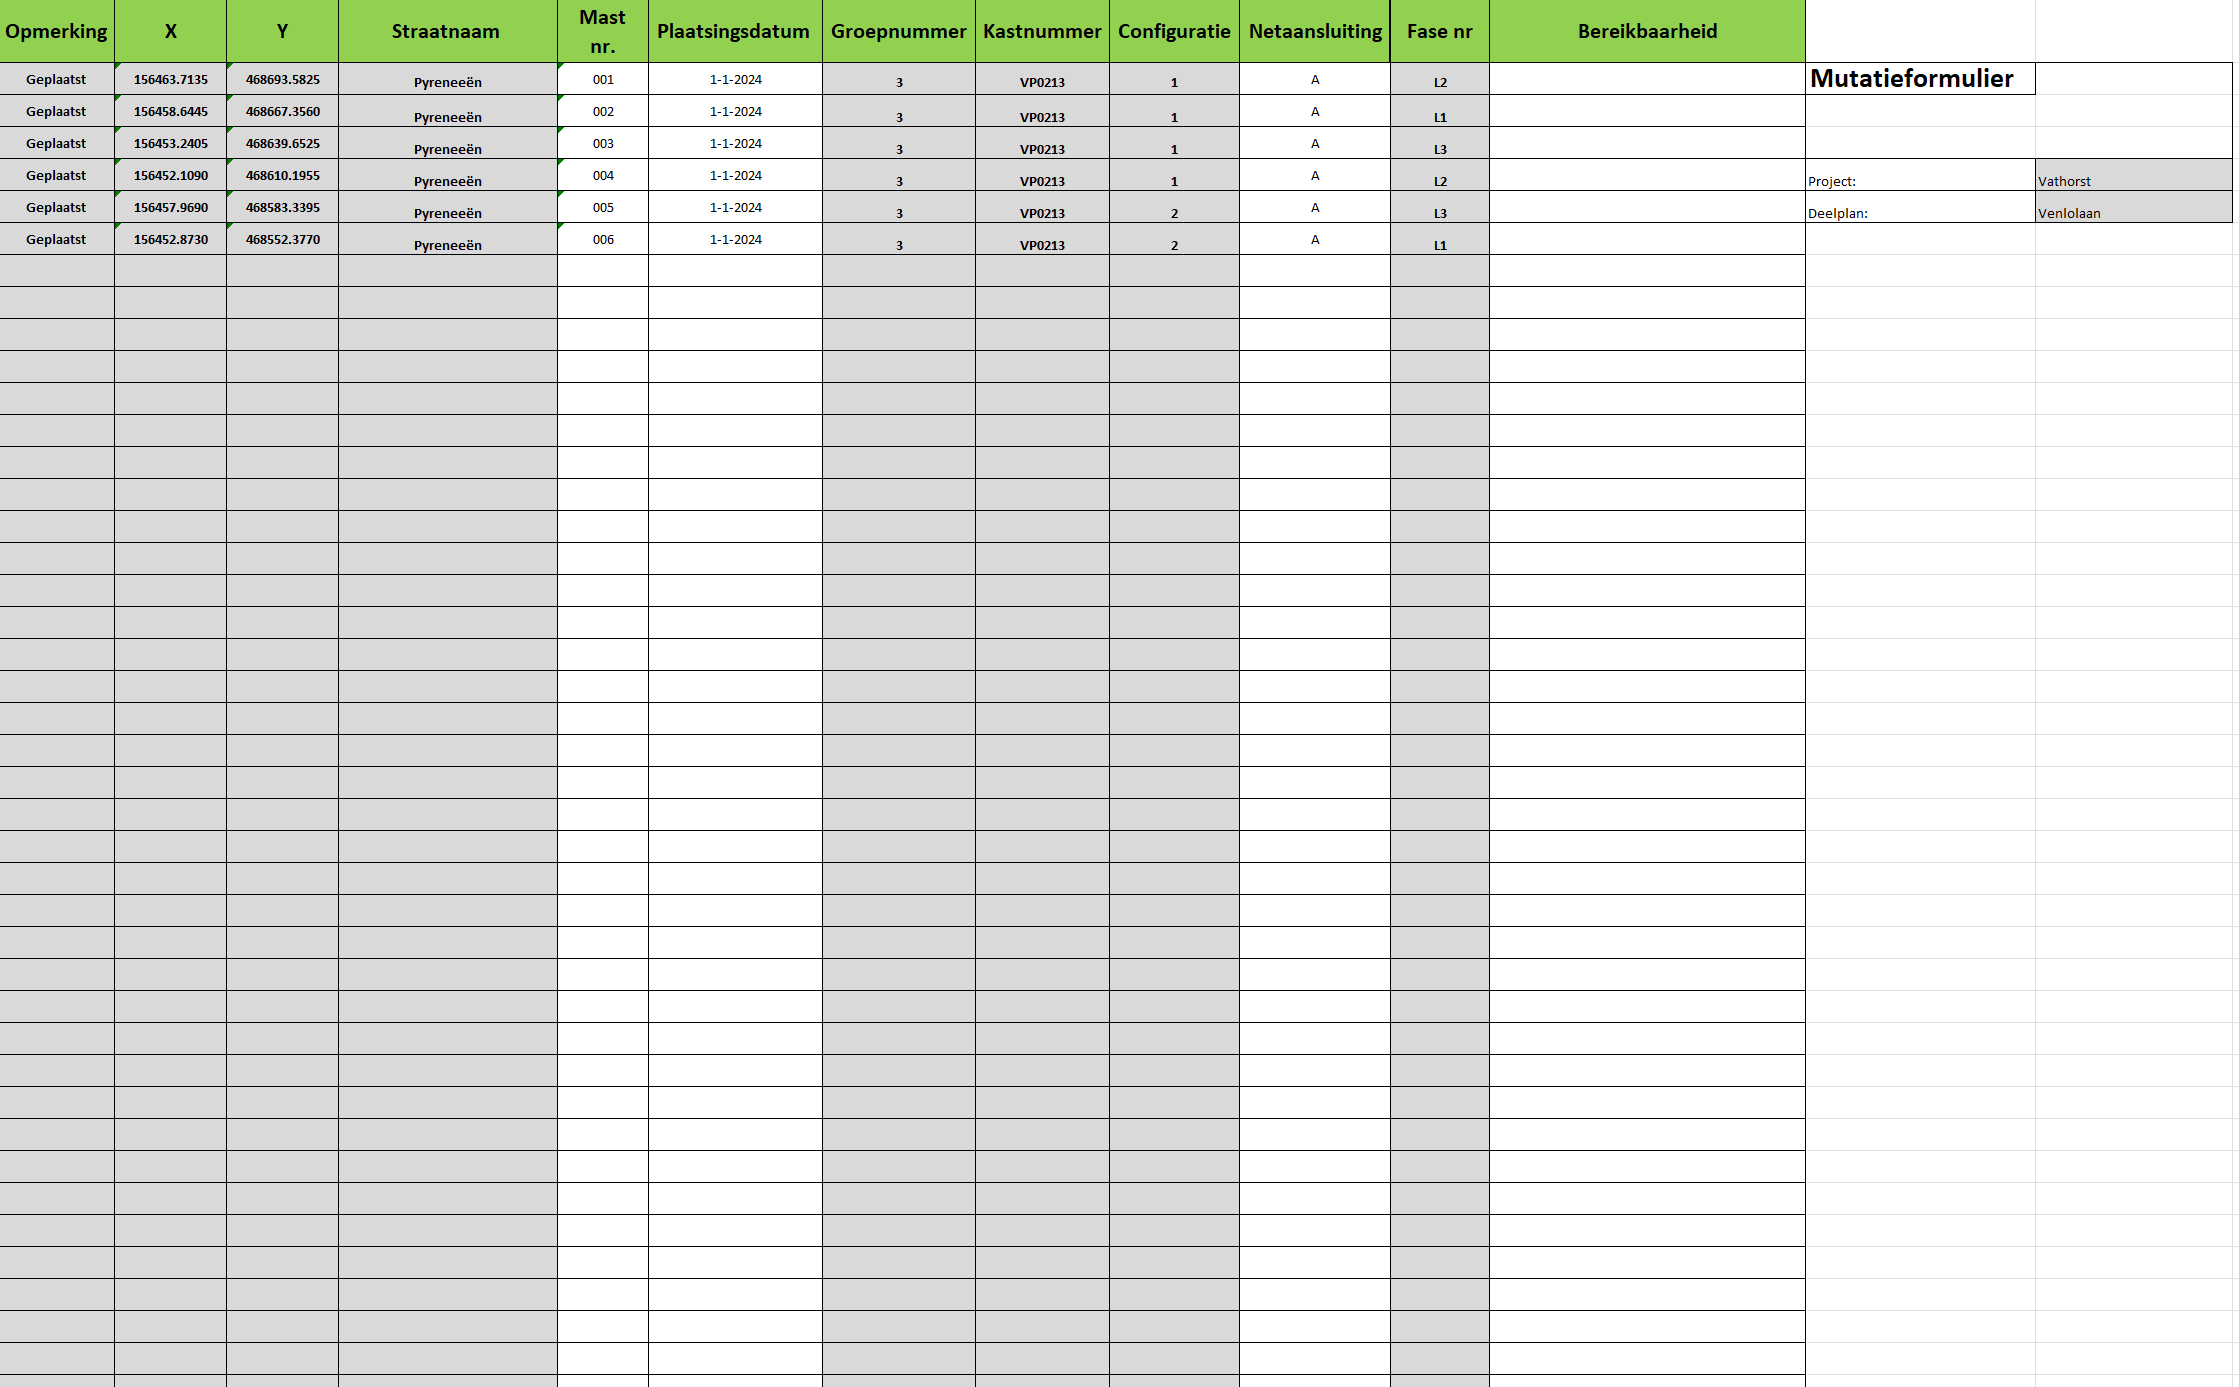 Opmerking X Y Straatnaam Mast nr. Plaatsingsdatum Groepnummer Kastnummer Configuratie Netaansluiting Fase nr Bereikbaarheid
Geplaatst 156463.7135 468693.5825 Pyreneeën 001 1-1-2024 3 VP0213 1 A L2 Mutatieformulier
Geplaatst 156458.6445 468667.3560 Pyreneeën 002 1-1-2024 3 VP0213 1 A L1
Geplaatst 156453.2405 468639.6525 Pyreneeën 003 1-1-2024 3 VP0213 1 A L3
Geplaatst 156452.1090 468610.1955 Pyreneeën 004 1-1-2024 3 VP0213 1 A L2 Project: Vathorst
Geplaatst 156457.9690 468583.3395 Pyreneeën 005 1-1-2024 3 VP0213 2 A L3 Deelplan: Venlolaan
Geplaatst 156452.8730 468552.3770 Pyreneeën 006 1-1-2024 3 VP0213 2 A L1